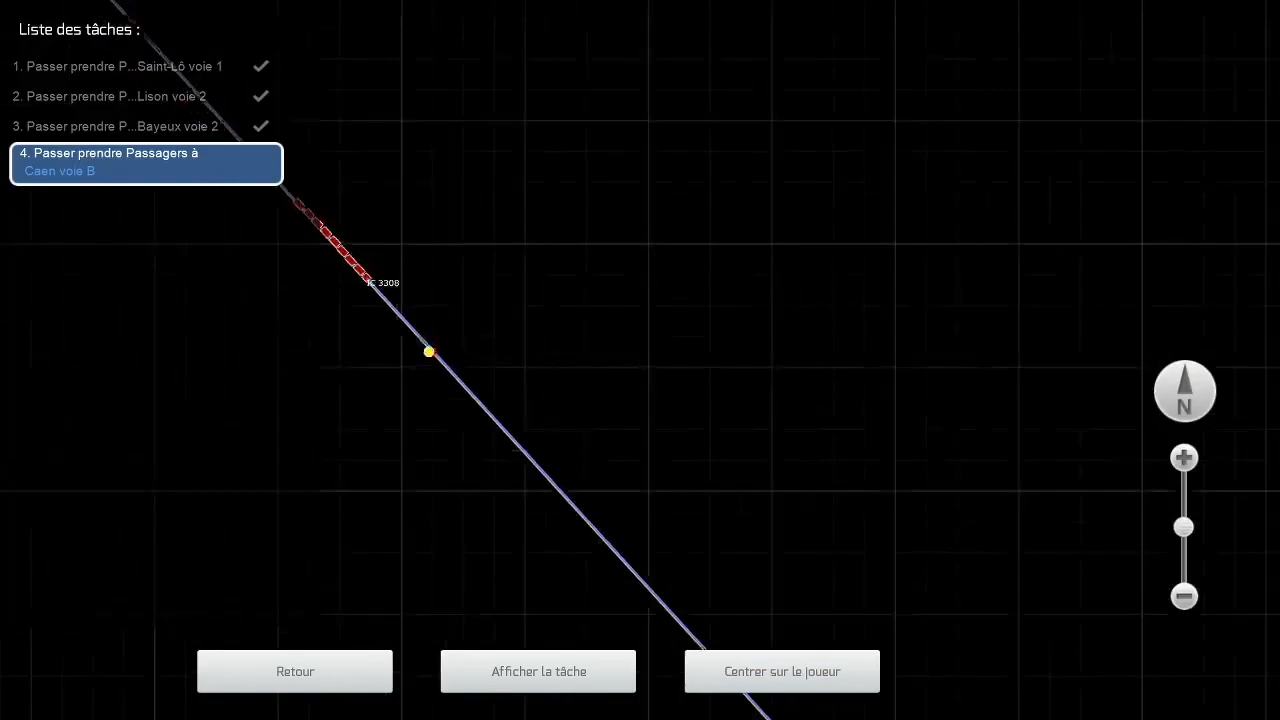 Liste des tâches :
1. Passer prendre P...Saint-Lô voie 1
2. Passer prendre P...Lison voie 2
3. Passer prendre P...Bayeux voie 2
4. Passer prendre Passagers à
Caen voie B
IC 3308
N
Retour
Afficher la tâche
Centrer sur le joueur